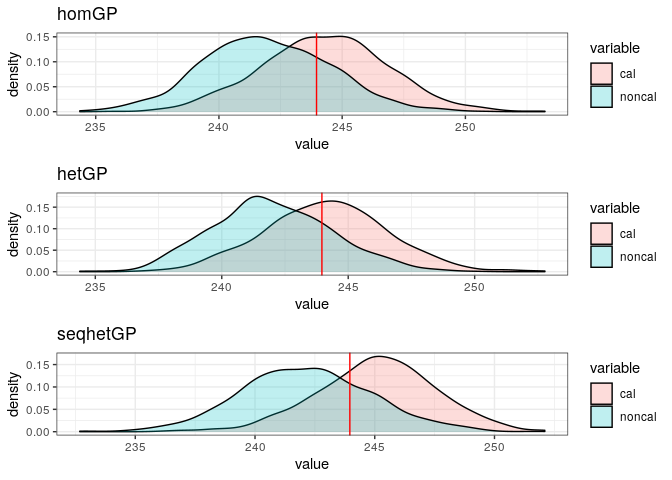 homGP
density
0.15
0.10
0.05
0.00
235 240 245 250
value
variable
cal
noncal
hetGP
density
0.15
0.10
0.05
0.00
235 240 245 250
value
variable
cal
noncal
seqhetGP
density
0.15
0.10
0.05
0.00
235 240 245 250
value
variable
cal
noncal